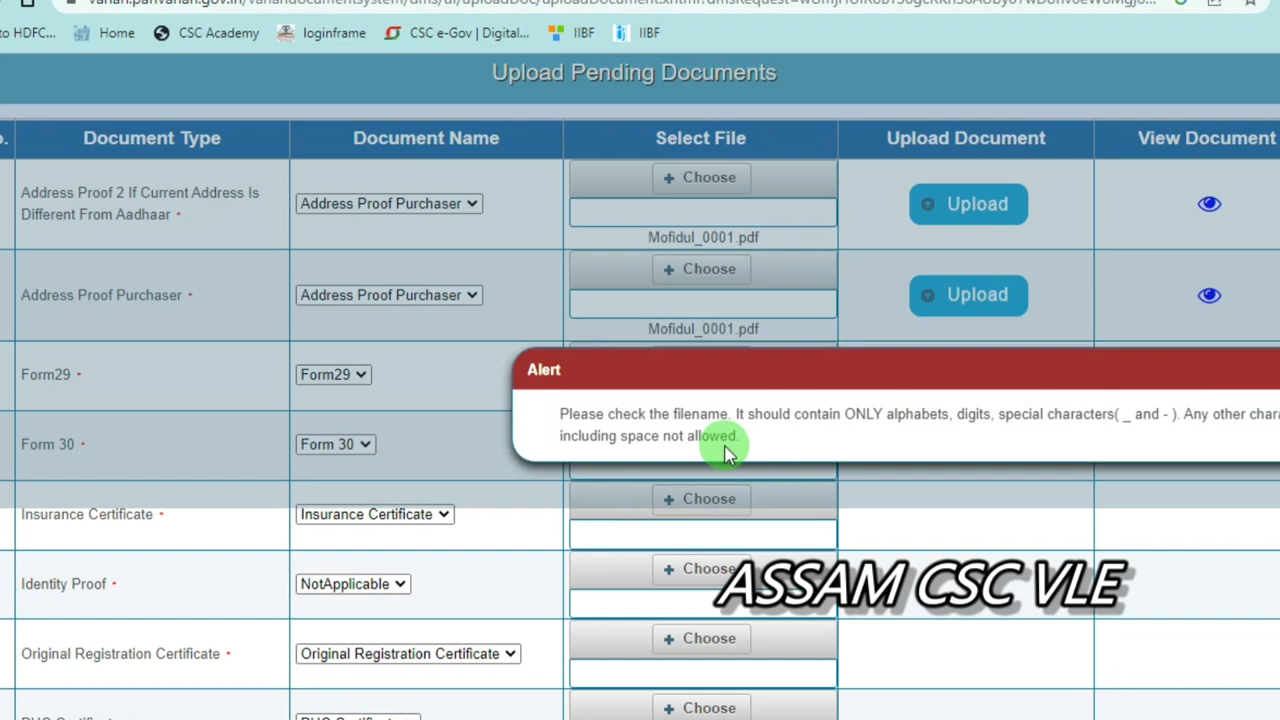 to HDFC... Home CSC Academy loginframe CSC e-Gov | Digital... IIBF IIBF
Upload Pending Documents
Document Type Document Name Select File Upload Document View Document
Address Proof 2 If Current Address Is
Different From Aadhaar * Address Proof Purchaser + Choose Upload
Mofidul_0001.pdf
Address Proof Purchaser * Address Proof Purchaser + Choose Upload
Mofidul_0001.pdf
Alert
Please check the filename. It should contain ONLY alphabets, digits, special characters( _ and - ). Any other
including space not allowed.
Form29 * Form29
Form 30 * Form 30
Insurance Certificate * Insurance Certificate + Choose
Identity Proof * NotApplicable + Choose
ASSAM CSC VLE
Original Registration Certificate * Original Registration Certificate + Choose
+ Choose